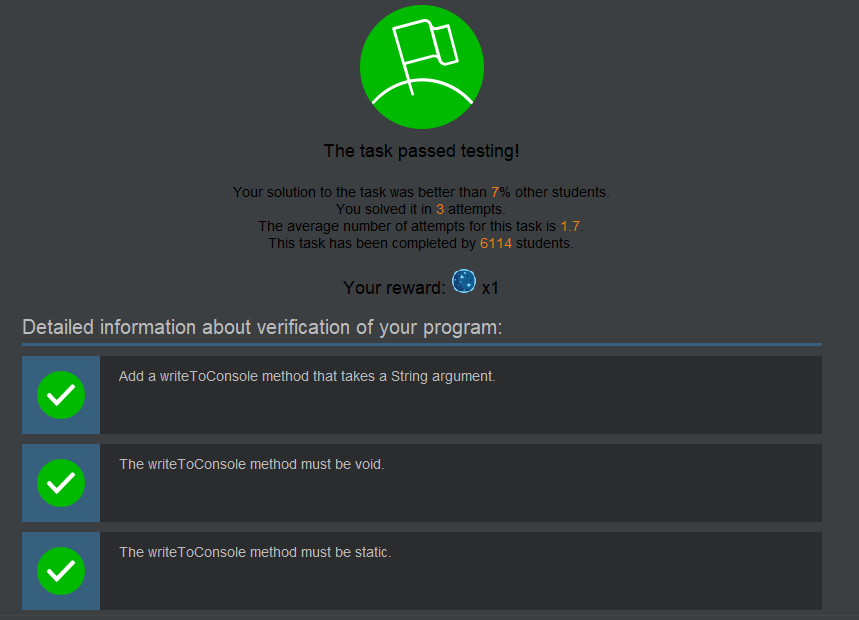 The task passed testing!
Your solution to the task was better than 7% other students.
You solved it in 3 attempts.
The average number of attempts for this task is 1.7.
This task has been completed by 6114 students.
Your reward: x1
Detailed information about verification of your program:
Add a writeToConsole method that takes a String argument.
The writeToConsole method must be void.
The writeToConsole method must be static.